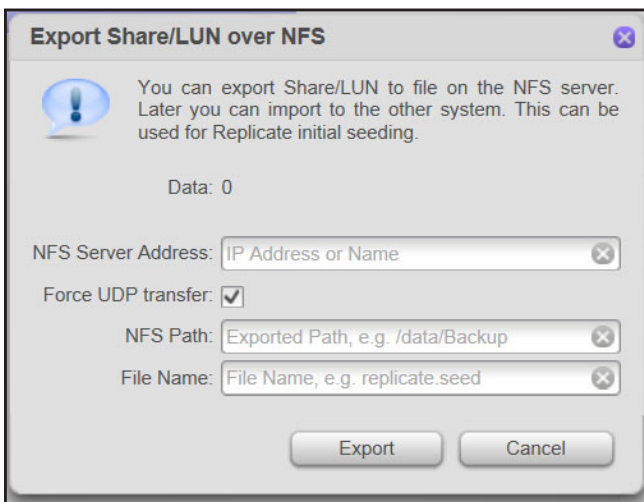 Export Share/LUN over NFS
You can export Share/LUN to file on the NFS server.
Later you can import to the other system. This can be
used for Replicate initial seeding.
Data: 0
NFS Server Address: IP Address or Name
Force UDP transfer:
NFS Path: Exported Path, e.g. /data/Backup
File Name: File Name, e.g. replicate.seed
Export Cancel